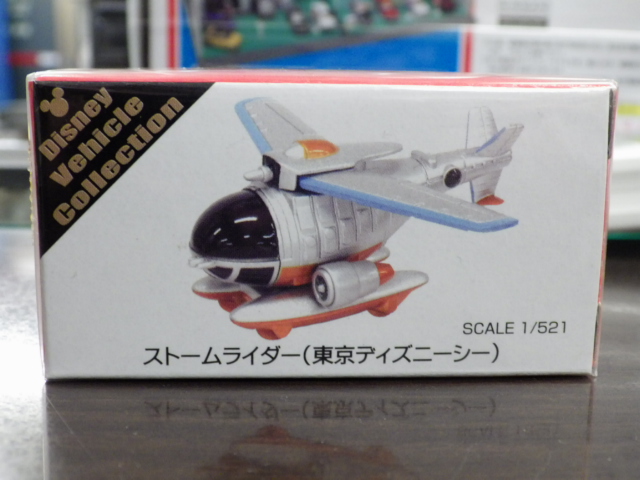 Disney
Vehicle
Collection
SCALE 1/521
ストームライダー(東京ディズニーシー)